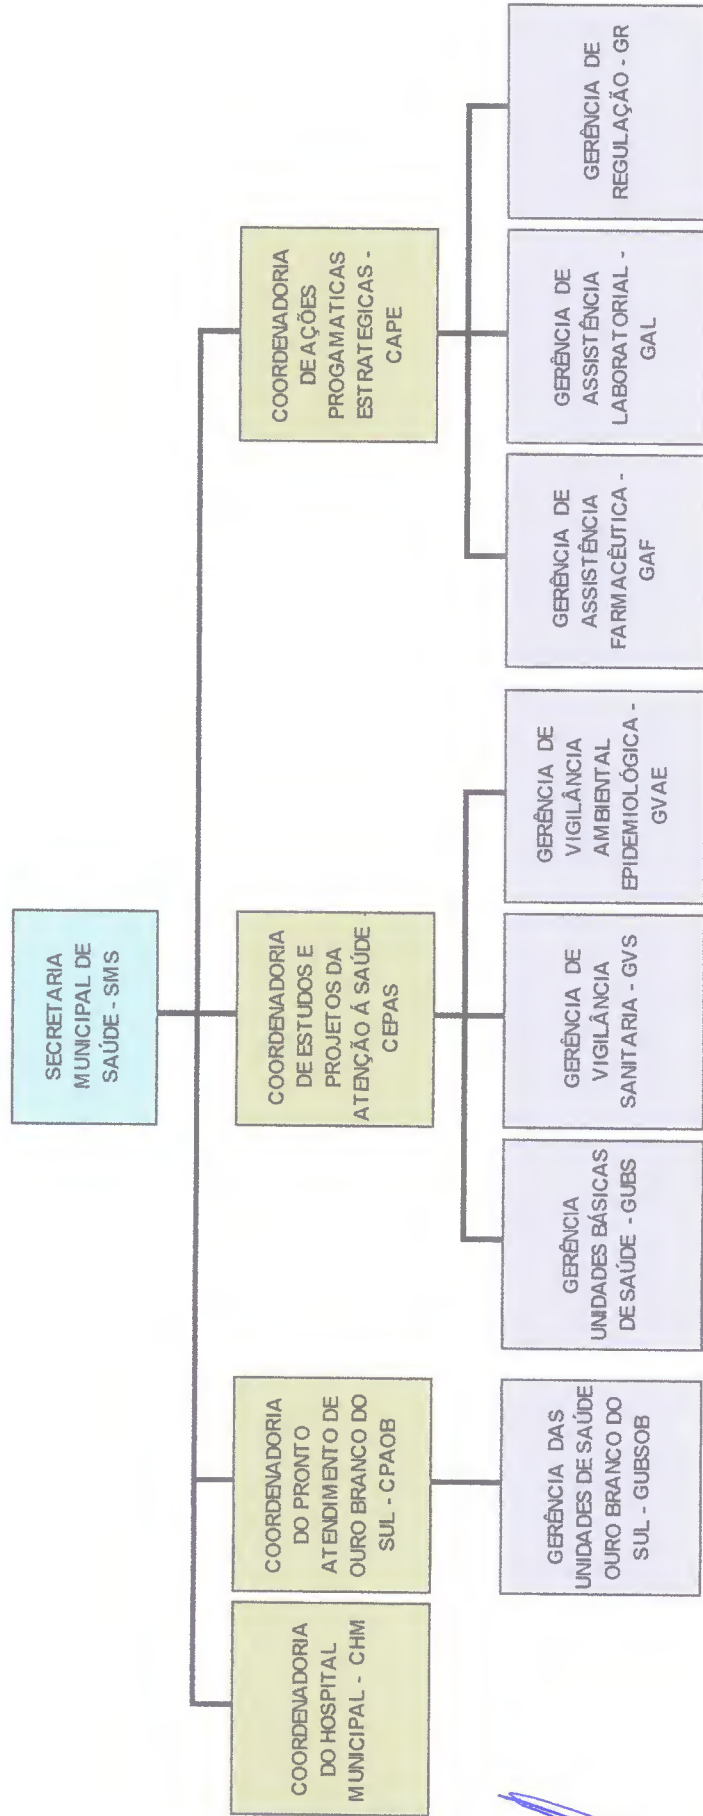 SECRETARIA
MUNICIPAL DE
SAÚDE - SMS
COORDENADORIA
DO HOSPITAL
MUNICIPAL - CHM
COORDENADORIA
DO PRONTO
ATENDIMENTO DE
OURO BRANCO DO
SUL - CPAOB
COORDENADORIA
DE ESTUDOS E
PROJETOS DA
ATENÇÃO Á SAÚDE -
CEPAS
COORDENADORIA
DE AÇÕES
PROGAMATICAS
ESTRATEGICAS -
CAPE
GERÊNCIA DAS
UNIDADES DE SAÚDE
OURO BRANCO DO
SUL - GUBSOB
GERÊNCIA
UNIDADES BÁSICAS
DE SAÚDE - GUBS
GERÊNCIA DE
VIGILÂNCIA
SANITARIA - GVS
GERÊNCIA DE
VIGILÂNCIA
AMBIENTAL
EPIDEMIOLÓGICA -
GVAE
GERÊNCIA DE
ASSISTÊNCIA
FARMACÊUTICA -
GAF
GERÊNCIA DE
ASSISTÊNCIA
LABORATORIAL -
GAL
GERÊNCIA DE
REGULAÇÃO - GR